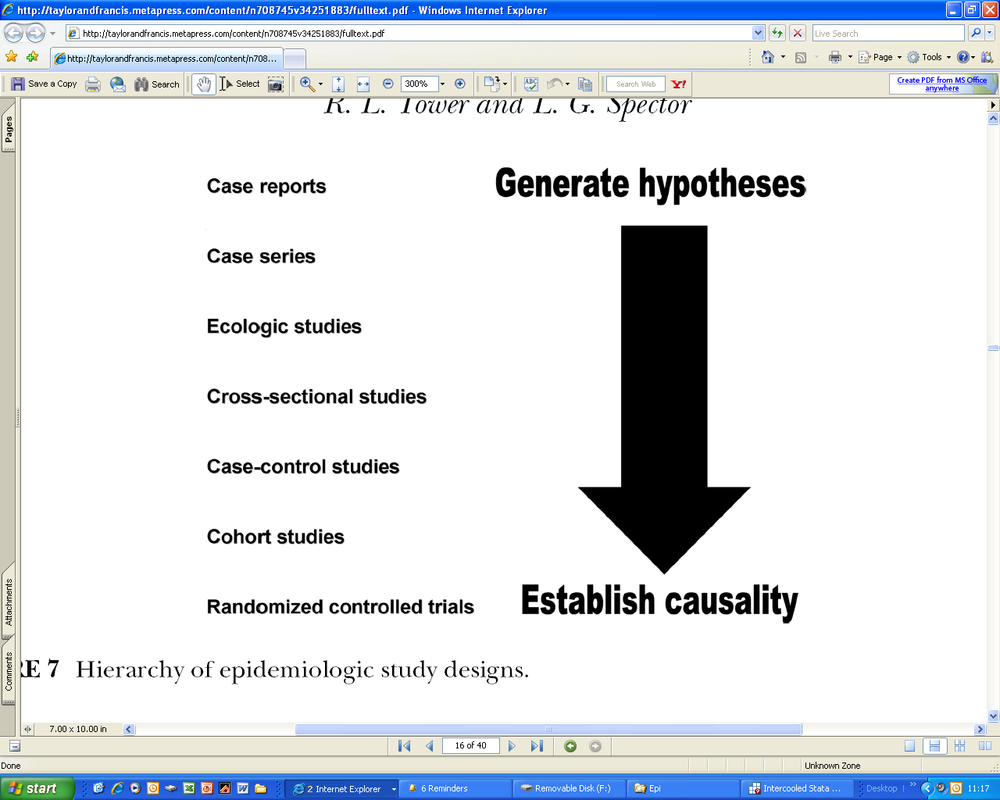 http://taylorandfrancis.metapress.com/content/n708745v34251883/fulltext.pdf - Windows Internet Explorer
http://taylorandfrancis.metapress.com/content/n708745v34251883/fulltext.pdf
Live Search
http://taylorandfrancis.metapress.com/content/n708...
Page
Tools
Save a Copy
Search
Select
300%
Search Web
Y!
Create PDF from MS Office
anywhere
Pages
R. L. Tower and L. G. Spector
Case reports
Generate hypotheses
Case series
Ecologic studies
Cross-sectional studies
Case-control studies
Cohort studies
Randomized controlled trials
Establish causality
Attachments
Comments
RE 7 Hierarchy of epidemiologic study designs.
7.00 x 10.00 in
16 of 40
Done
Unknown Zone
start
2 Internet Explorer
6 Reminders
Removable Disk (F:)
Epi
Intercooled Stata ...
Desktop
11:17